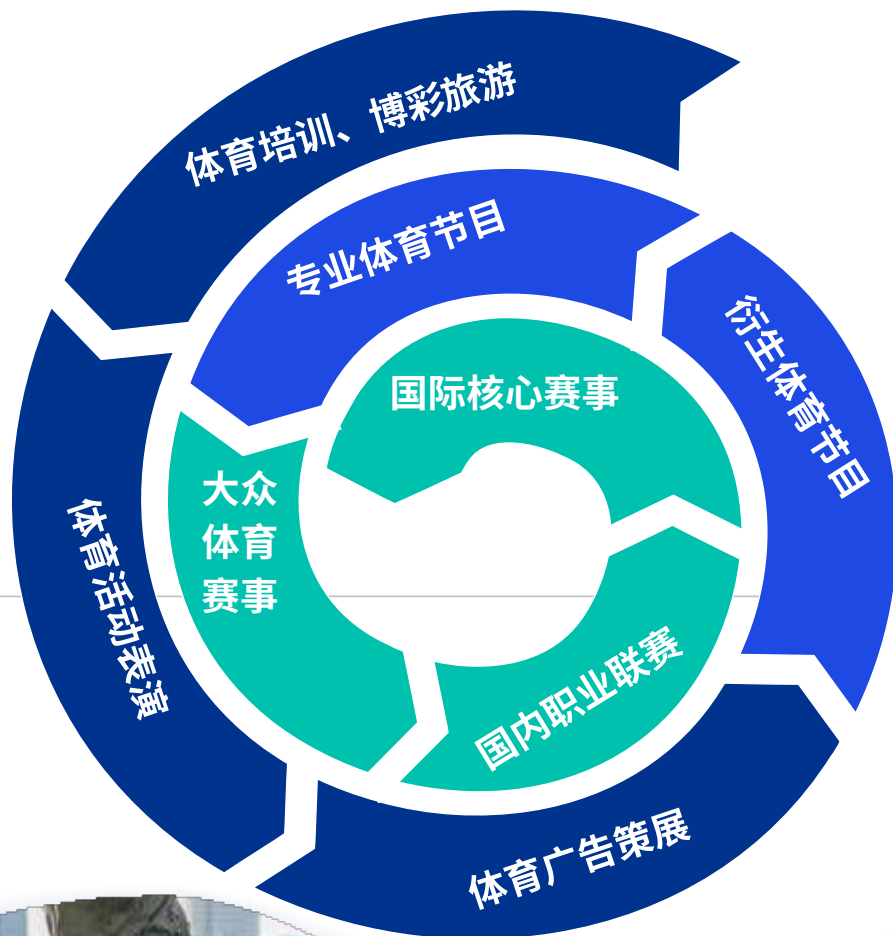 体育培训、博彩旅游
专业体育节目
衍生体育节目
国际核心赛事
大众
体育
赛事
体育活动表演
国内职业联赛
体育广告策展